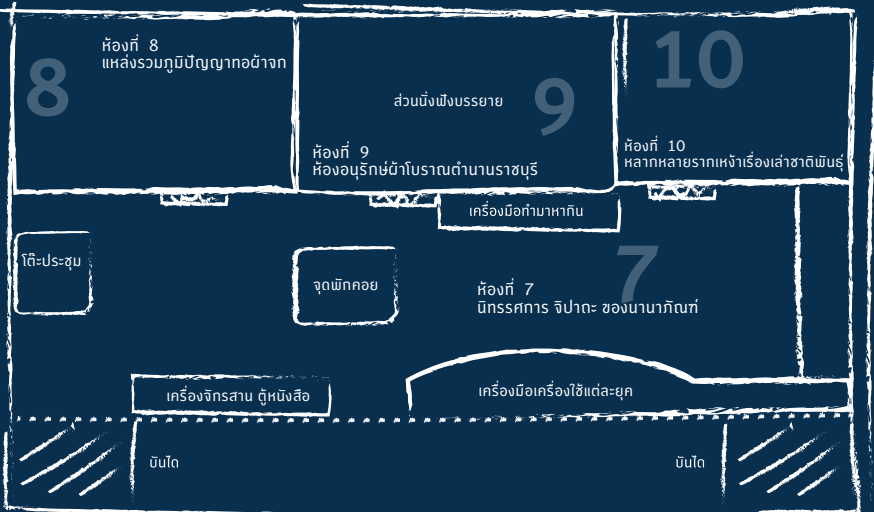 8
ห้องที่ 8
แหล่งรวมภูมิปัญญาทอผ้าจก
9
ส่วนนั่งฟังบรรยาย
ห้องที่ 9
ห้องอนุรักษ์ผ้าโบราณตำนานราชบุรี
10
ห้องที่ 10
หลากหลายรากเหง้าเรื่องเล่าชาติพันธุ์
เครื่องมือทำมาหากิน
โต๊ะประชุม
จุดพักคอย
7
ห้องที่ 7
นิทรรศการ จิปาถะ ของนานาภัณฑ์
เครื่องจักรสาน ตู้หนังสือ
เครื่องมือเครื่องใช้แต่ละยุค
บันได
บันได